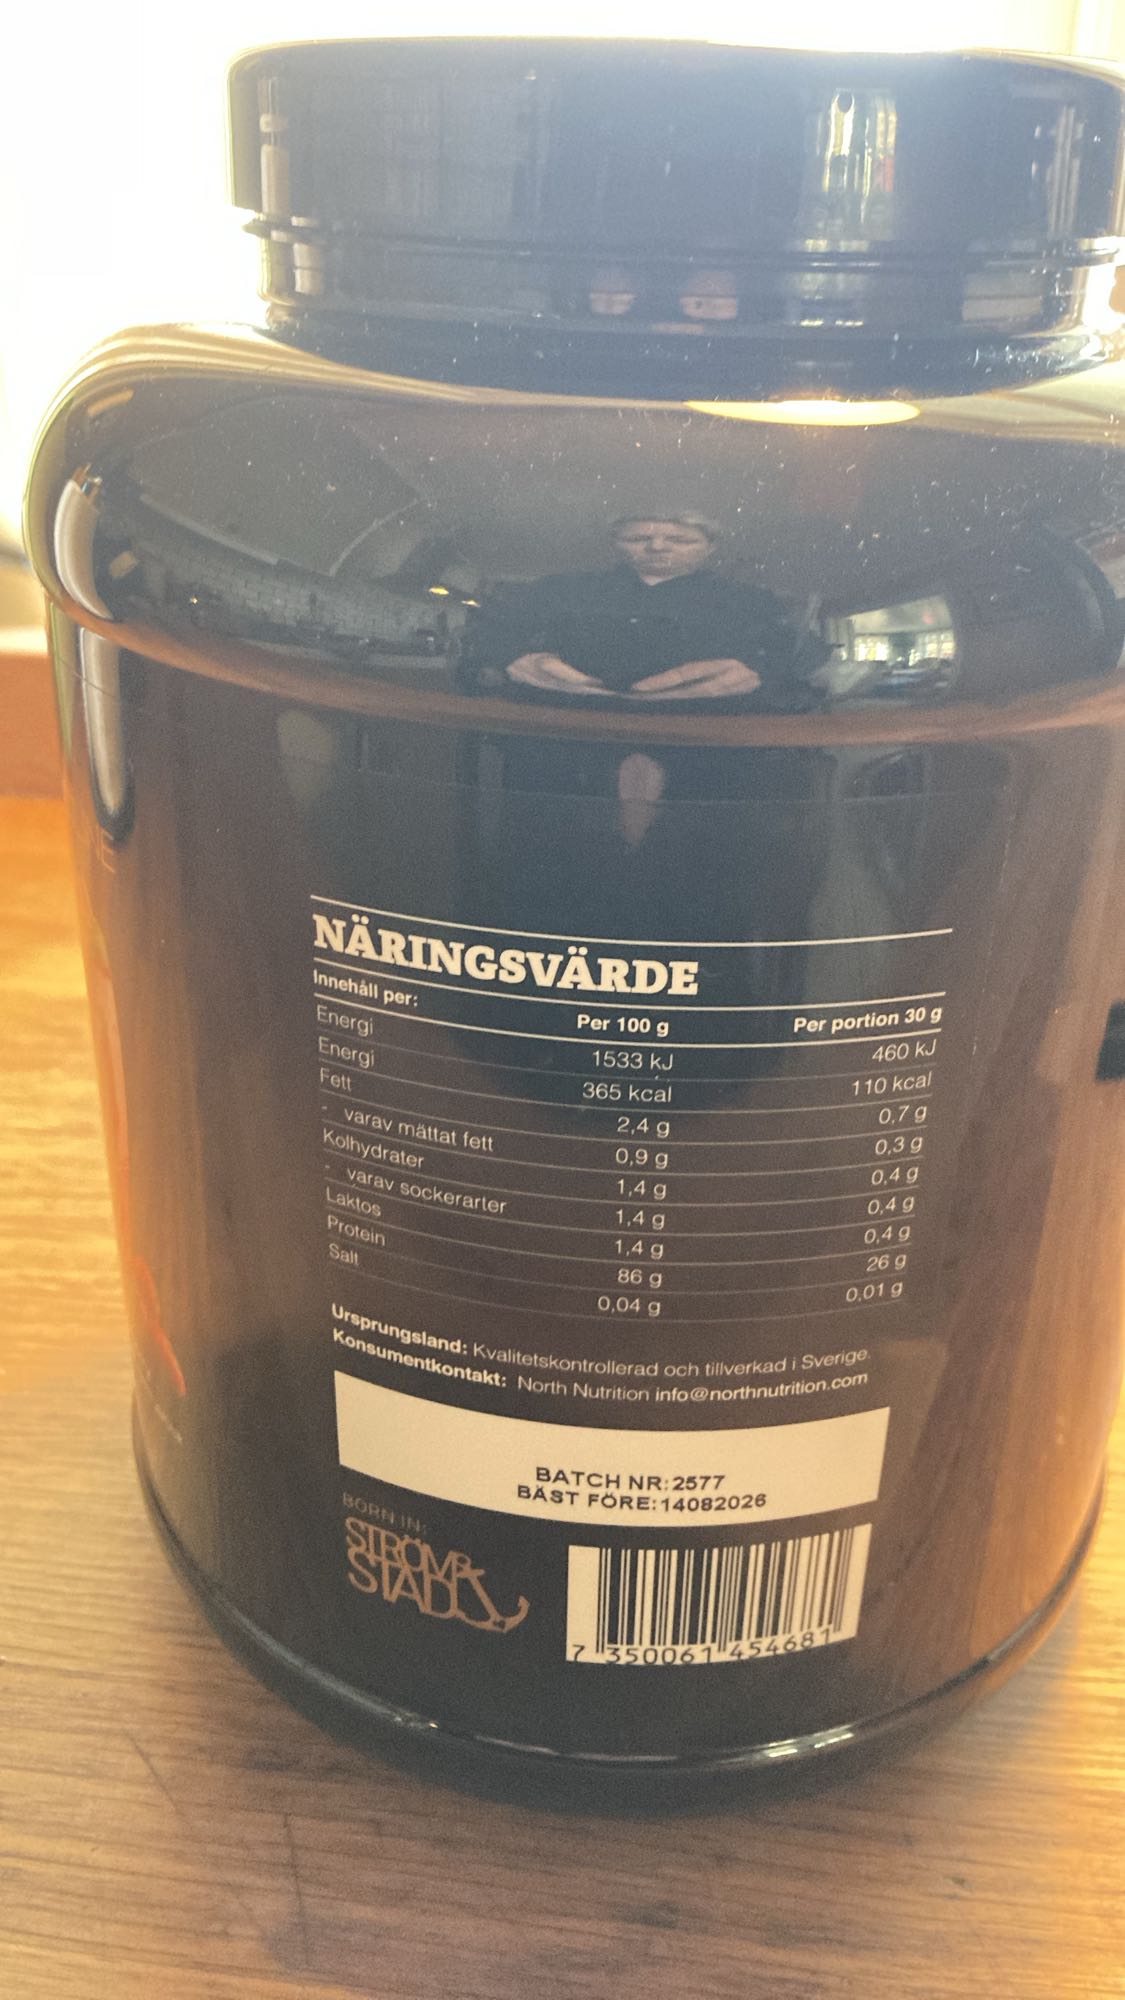 NÄRINGSVÄRDE
Innehåll per: Per 100 g Per portion 30 g
Energi 1533 kJ 460 kJ
Energi 365 kcal 110 kcal
Fett 2,4 g 0,7 g
- varav mättat fett 0,9 g 0,3 g
Kolhydrater 1,4 g 0,4 g
- varav sockerarter 1,4 g 0,4 g
Laktos 1,4 g 0,4 g
Protein 86 g 26 g
Salt 0,04 g 0,01 g
Ursprungsland: Kvalitetskontrollerad och tillverkad i Sverige.
Konsumentkontakt: North Nutrition info@northnutrition.com
BATCH NR:2577
BÄST FÖRE:14082026
BORN IN:
STRÖM
STAD
7 350061 454681